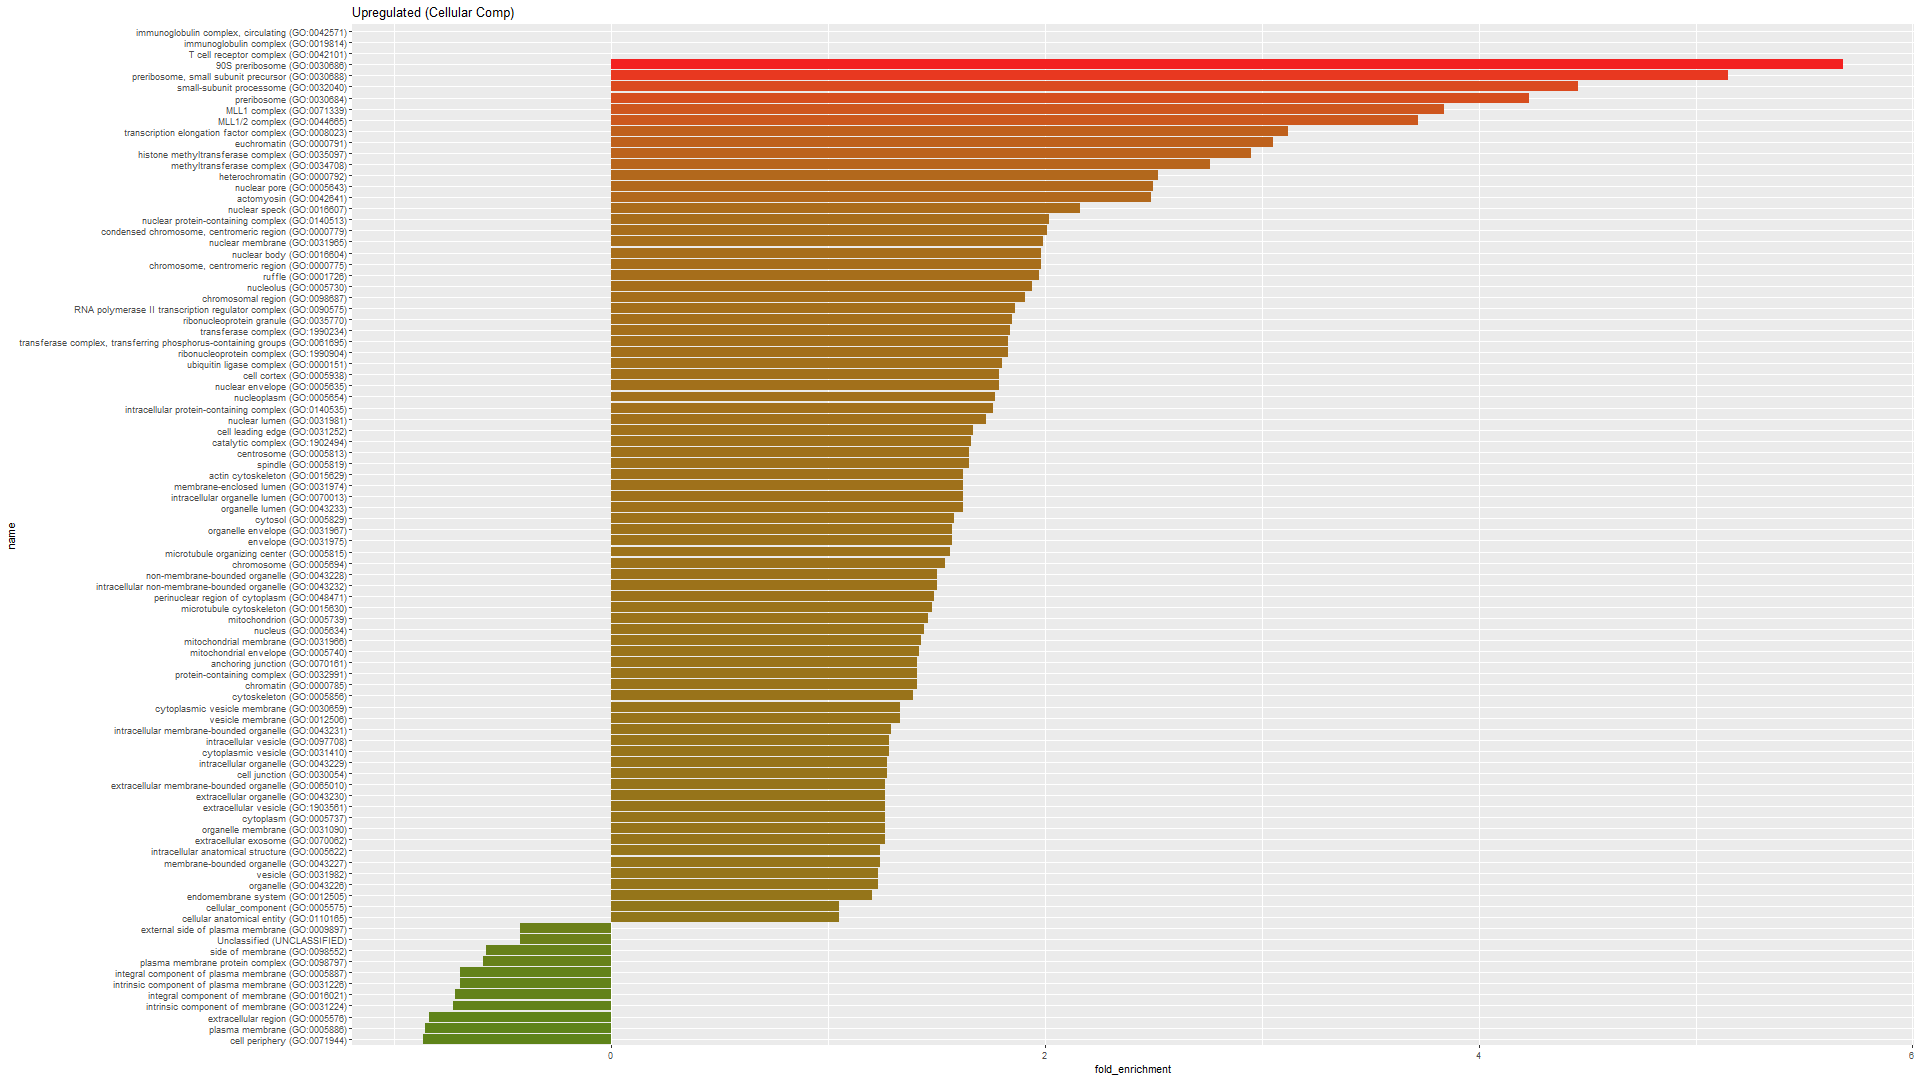 Upregulated (Cellular Comp)
immunoglobulin complex, circulating (GO:0042571)
immunoglobulin complex (GO:0019814)
T cell receptor complex (GO:0042101)
90S preribosome (GO:0030686)
preribosome, small subunit precursor (GO:0030688)
small-subunit processome (GO:0032040)
preribosome (GO:0030684)
MLL1 complex (GO:0071339)
MLL1/2 complex (GO:0044665)
transcription elongation factor complex (GO:0008023)
euchromatin (GO:0000791)
histone methyltransferase complex (GO:0035097)
methyltransferase complex (GO:0034708)
heterochromatin (GO:0000792)
nuclear pore (GO:0005643)
actomyosin (GO:0042641)
nuclear speck (GO:0016607)
nuclear protein-containing complex (GO:0140513)
condensed chromosome, centromeric region (GO:0000779)
nuclear membrane (GO:0031965)
nuclear body (GO:0016604)
chromosome, centromeric region (GO:0000775)
ruffle (GO:0001726)
nucleolus (GO:0005730)
chromosomal region (GO:0098687)
RNA polymerase II transcription regulator complex (GO:0090575)
ribonucleoprotein granule (GO:0035770)
transferase complex (GO:1990234)
transferase complex, transferring phosphorus-containing groups (GO:0061695)
ribonucleoprotein complex (GO:1990904)
ubiquitin ligase complex (GO:0000151)
cell cortex (GO:0005938)
nuclear envelope (GO:0005635)
nucleoplasm (GO:0005654)
intracellular protein-containing complex (GO:0140535)
nuclear lumen (GO:0031981)
cell leading edge (GO:0031252)
catalytic complex (GO:1902494)
centrosome (GO:0005813)
spindle (GO:0005819)
actin cytoskeleton (GO:0015629)
membrane-enclosed lumen (GO:0031974)
intracellular organelle lumen (GO:0070013)
organelle lumen (GO:0043233)
cytosol (GO:0005829)
organelle envelope (GO:0031967)
envelope (GO:0031975)
microtubule organizing center (GO:0005815)
chromosome (GO:0005694)
non-membrane-bounded organelle (GO:0043228)
intracellular non-membrane-bounded organelle (GO:0043232)
perinuclear region of cytoplasm (GO:0048471)
microtubule cytoskeleton (GO:0015630)
mitochondrion (GO:0005739)
nucleus (GO:0005634)
mitochondrial membrane (GO:0031966)
mitochondrial envelope (GO:0005740)
anchoring junction (GO:0070161)
protein-containing complex (GO:0032991)
chromatin (GO:0000785)
cytoskeleton (GO:0005856)
cytoplasmic vesicle membrane (GO:0030659)
vesicle membrane (GO:0012506)
intracellular membrane-bounded organelle (GO:0043231)
intracellular vesicle (GO:0097708)
cytoplasmic vesicle (GO:0031410)
intracellular organelle (GO:0043229)
cell junction (GO:0030054)
extracellular membrane-bounded organelle (GO:0065010)
extracellular organelle (GO:0043230)
extracellular vesicle (GO:1903561)
cytoplasm (GO:0005737)
organelle membrane (GO:0031090)
extracellular exosome (GO:0070062)
intracellular anatomical structure (GO:0005622)
membrane-bounded organelle (GO:0043227)
vesicle (GO:0031982)
organelle (GO:0043226)
endomembrane system (GO:0012505)
cellular_component (GO:0005575)
cellular anatomical entity (GO:0110165)
external side of plasma membrane (GO:0009897)
Unclassified (UNCLASSIFIED)
side of membrane (GO:0098552)
plasma membrane protein complex (GO:0098797)
integral component of plasma membrane (GO:0005887)
intrinsic component of plasma membrane (GO:0031226)
integral component of membrane (GO:0016021)
intrinsic component of membrane (GO:0031224)
extracellular region (GO:0005576)
plasma membrane (GO:0005886)
cell periphery (GO:0071944)
name
0 2 4 6
fold_enrichment